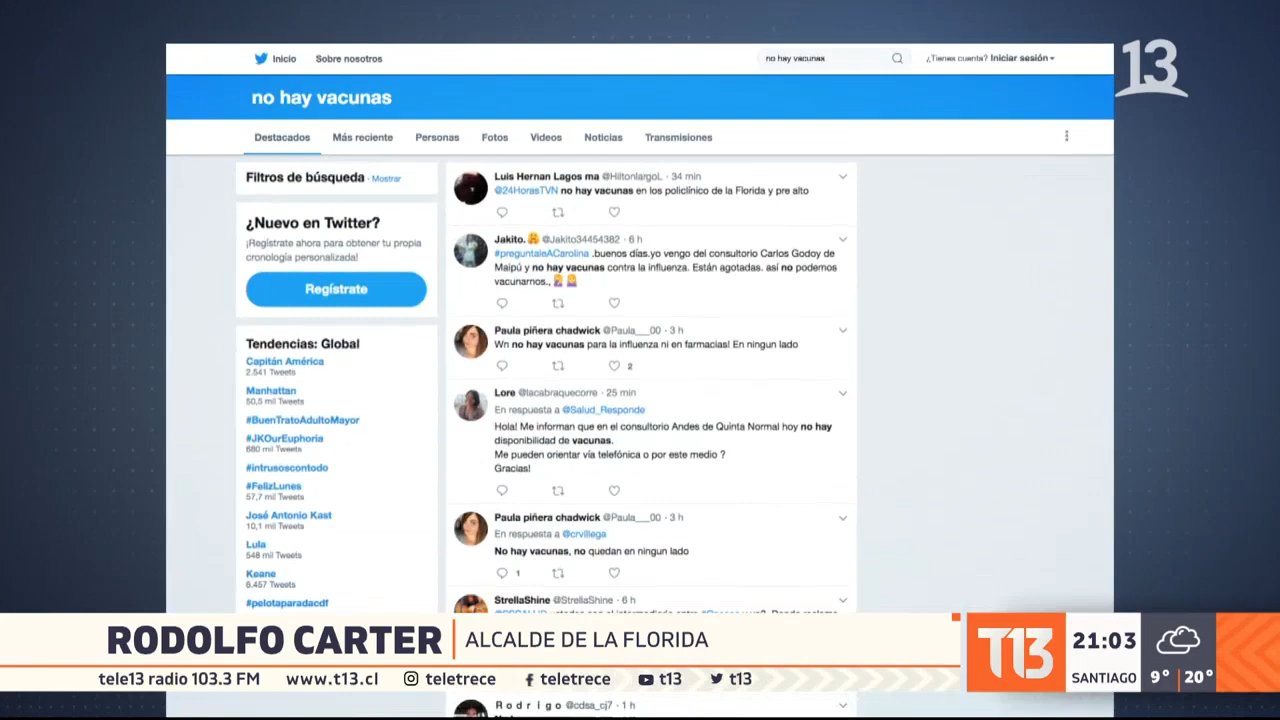 Inicio Sobre nosotros no hay vacunas ¿Tienes cuenta? Iniciar sesión
13
no hay vacunas
Destacados Más reciente Personas Fotos Videos Noticias Transmisiones
Filtros de búsqueda · Mostrar
¿Nuevo en Twitter?
¡Regístrate ahora para obtener tu propia
cronología personalizada!
Regístrate
Tendencias: Global
Capitán América
2.541 Tweets
Manhattan
50,5 mil Tweets
#BuenTratoAdultoMayor
#JKOurEuphoria
680 mil Tweets
#intrusoscontodo
#FelizLunes
57,7 mil Tweets
José Antonio Kast
10,1 mil Tweets
Lula
548 mil Tweets
Keane
6.457 Tweets
#pelotaparadacdf
Luis Hernan Lagos ma @HiltonlargoL · 34 min
@24HorasTVN no hay vacunas en los policlínico de la Florida y pre alto
Jakito. @Jakito34454382 · 6 h
#preguntaleACarolina .buenos días.yo vengo del consultorio Carlos Godoy de
Maipú y no hay vacunas contra la influenza. Están agotadas. así no podemos
vacunarnos.,
Paula piñera chadwick @Paula___00 · 3 h
Wn no hay vacunas para la influenza ni en farmacias! En ningun lado
2
Lore @lacabraquecorre · 25 min
En respuesta a @Salud_Responde
Hola! Me informan que en el consultorio Andes de Quinta Normal hoy no hay
disponibilidad de vacunas.
Me pueden orientar vía telefónica o por este medio ?
Gracias!
Paula piñera chadwick @Paula___00 · 3 h
En respuesta a @crvillega
No hay vacunas, no quedan en ningun lado
1
StrellaShine @StrellaShine · 6 h
RODOLFO CARTER ALCALDE DE LA FLORIDA
tele13 radio 103.3 FM www.t13.cl teletrece teletrece t13 t13
T13 21:03
SANTIAGO 9° 20°
Rodrigo @cdsa_cj7 · 1 h